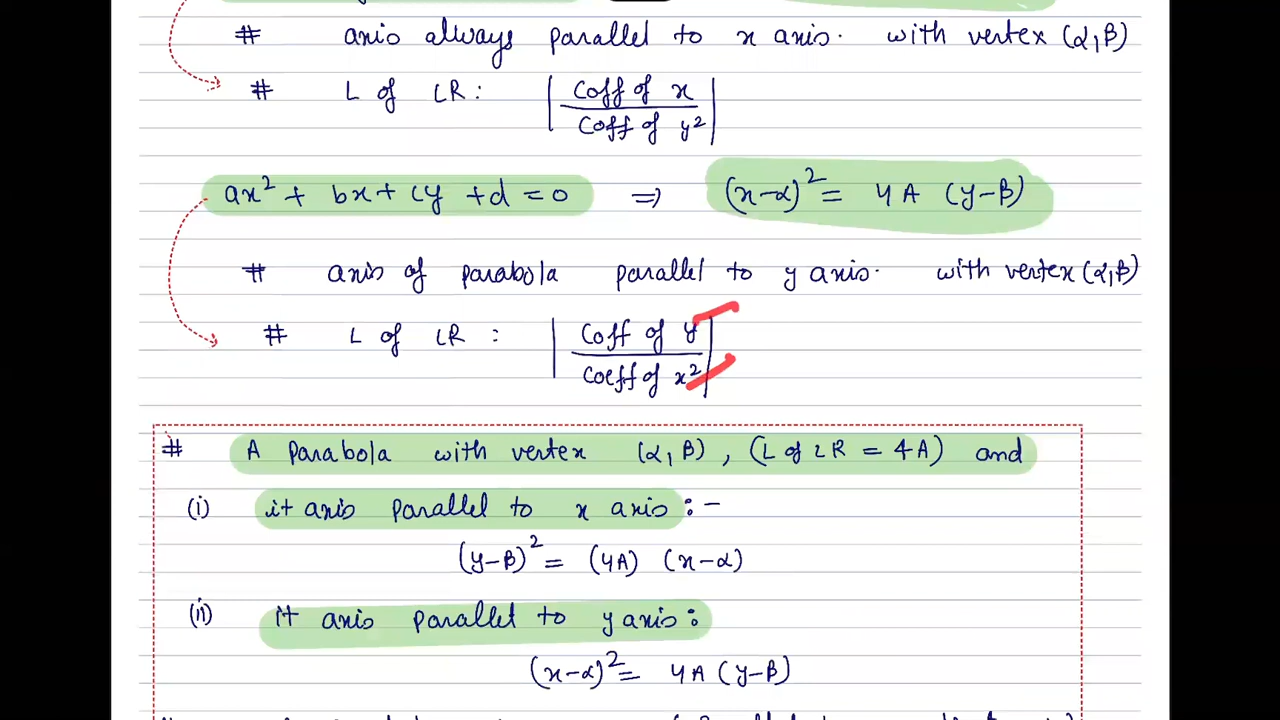 # axis always parallel to x axis. with vertex (α,β)
# L of LR: |Coff of x / Coff of y²|
ax² + bx + cy + d = 0 ⇒ (x-α)² = 4A (y-β)
# axis of parabola parallel to y axis. with vertex (α,β)
# L of LR : |Coff of y / Coeff of x²|
# A Parabola with vertex (α,β), (L of LR = 4A) and
(i) it axis parallel to x axis :-
(y-β)² = (4A) (x-α)
(ii) it axis parallel to y axis:
(x-α)² = 4A (y-β)